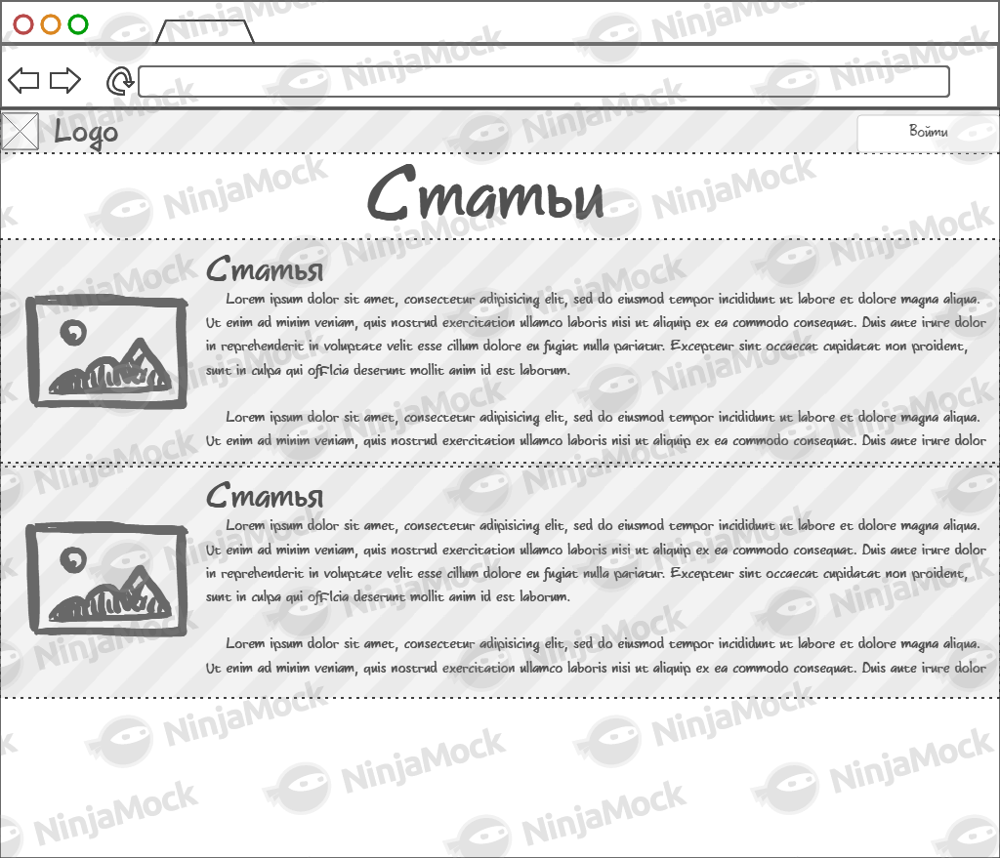 Logo
Войти
Статьи
Статья
Lorem ipsum dolor sit amet, consectetur adipisicing elit, sed do eiusmod tempor incididunt ut labore et dolore magna aliqua.
Ut enim ad minim veniam, quis nostrud exercitation ullamco laboris nisi ut aliquip ex ea commodo consequat. Duis aute irure dolor
in reprehenderit in voluptate velit esse cillum dolore eu fugiat nulla pariatur. Excepteur sint occaecat cupidatat non proident,
sunt in culpa qui officia deserunt mollit anim id est laborum.
Lorem ipsum dolor sit amet, consectetur adipisicing elit, sed do eiusmod tempor incididunt ut labore et dolore magna aliqua.
Ut enim ad minim veniam, quis nostrud exercitation ullamco laboris nisi ut aliquip ex ea commodo consequat. Duis aute irure dolor
Статья
Lorem ipsum dolor sit amet, consectetur adipisicing elit, sed do eiusmod tempor incididunt ut labore et dolore magna aliqua.
Ut enim ad minim veniam, quis nostrud exercitation ullamco laboris nisi ut aliquip ex ea commodo consequat. Duis aute irure dolor
in reprehenderit in voluptate velit esse cillum dolore eu fugiat nulla pariatur. Excepteur sint occaecat cupidatat non proident,
sunt in culpa qui officia deserunt mollit anim id est laborum.
Lorem ipsum dolor sit amet, consectetur adipisicing elit, sed do eiusmod tempor incididunt ut labore et dolore magna aliqua.
Ut enim ad minim veniam, quis nostrud exercitation ullamco laboris nisi ut aliquip ex ea commodo consequat. Duis aute irure dolor
NinjaMock